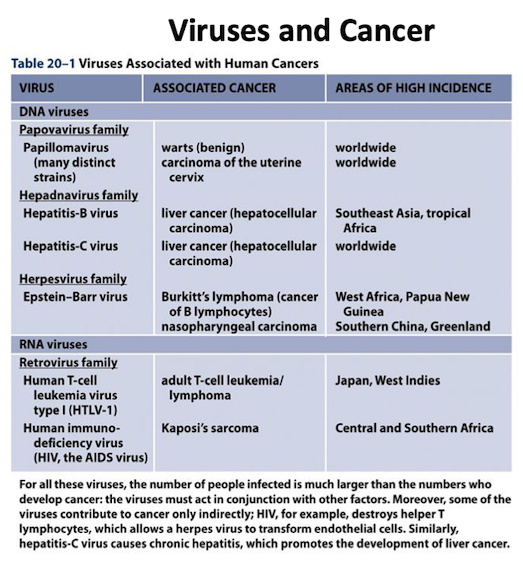 Viruses and Cancer
Table 20–1 Viruses Associated with Human Cancers
VIRUS ASSOCIATED CANCER AREAS OF HIGH INCIDENCE
DNA viruses
Papovavirus family
Papillomavirus warts (benign) worldwide
(many distinct carcinoma of the uterine worldwide
strains) cervix
Hepadnavirus family
Hepatitis-B virus liver cancer (hepatocellular Southeast Asia, tropical
carcinoma) Africa
Hepatitis-C virus liver cancer (hepatocellular worldwide
carcinoma)
Herpesvirus family
Epstein–Barr virus Burkitt's lymphoma (cancer West Africa, Papua New
of B lymphocytes) Guinea
nasopharyngeal carcinoma Southern China, Greenland
RNA viruses
Retrovirus family
Human T-cell adult T-cell leukemia/ Japan, West Indies
leukemia virus lymphoma
type I (HTLV-1)
Human immuno- Kaposi's sarcoma Central and Southern Africa
deficiency virus
(HIV, the AIDS virus)
For all these viruses, the number of people infected is much larger than the numbers who
develop cancer: the viruses must act in conjunction with other factors. Moreover, some of the
viruses contribute to cancer only indirectly; HIV, for example, destroys helper T
lymphocytes, which allows a herpes virus to transform endothelial cells. Similarly,
hepatitis-C virus causes chronic hepatitis, which promotes the development of liver cancer.